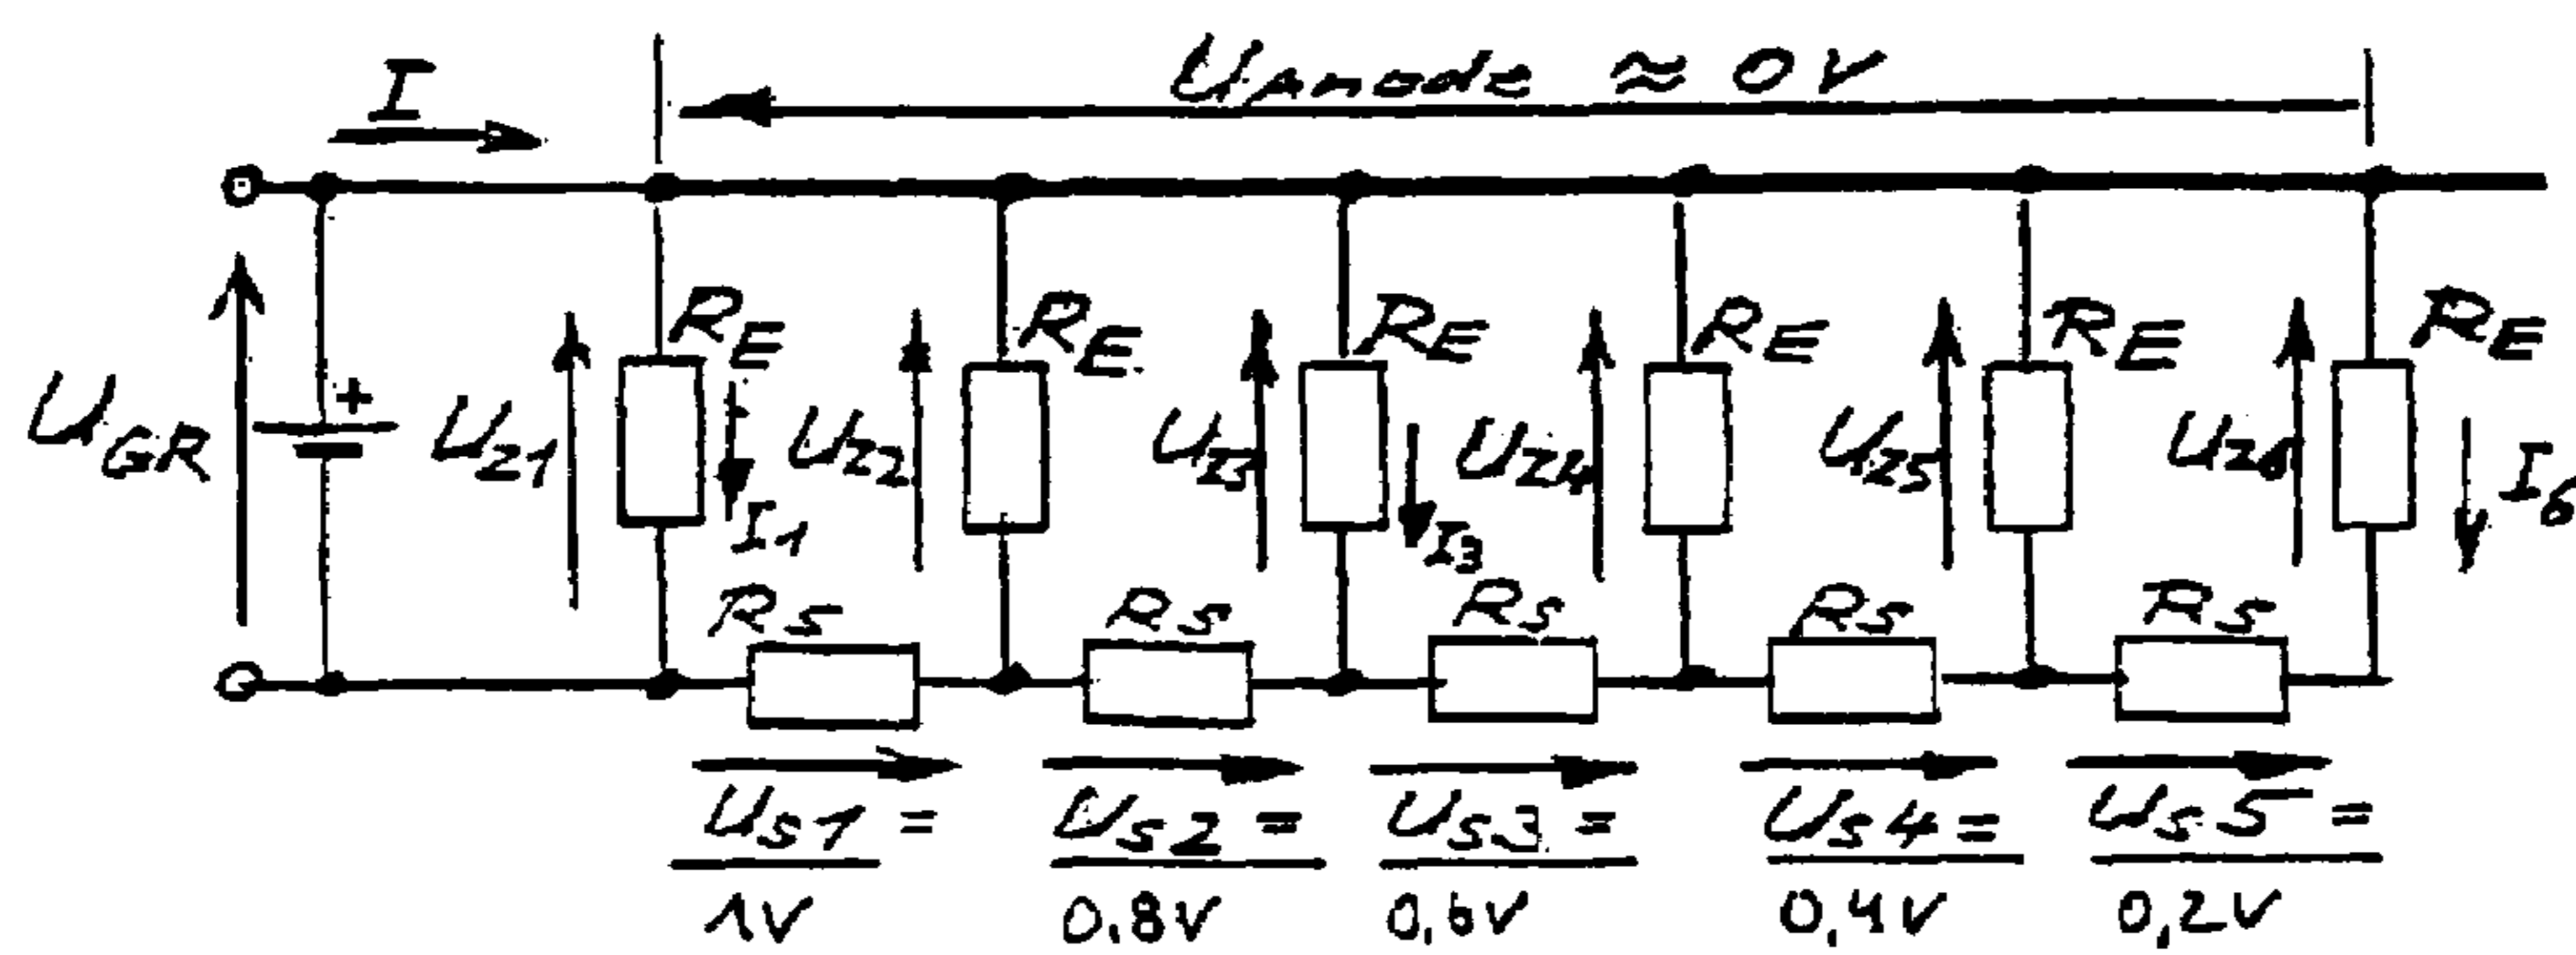 I
UAnode ≈ 0V
+
UGR
UZ1
RE
I1
UZ2
RE
UZ3
RE
I3
UZ4
RE
UZ5
RE
UZ6
RE
I6
RS
RS
RS
RS
RS
US1 =
1V
US2 =
0,8V
US3 =
0,6V
US4 =
0,4V
US5 =
0,2V